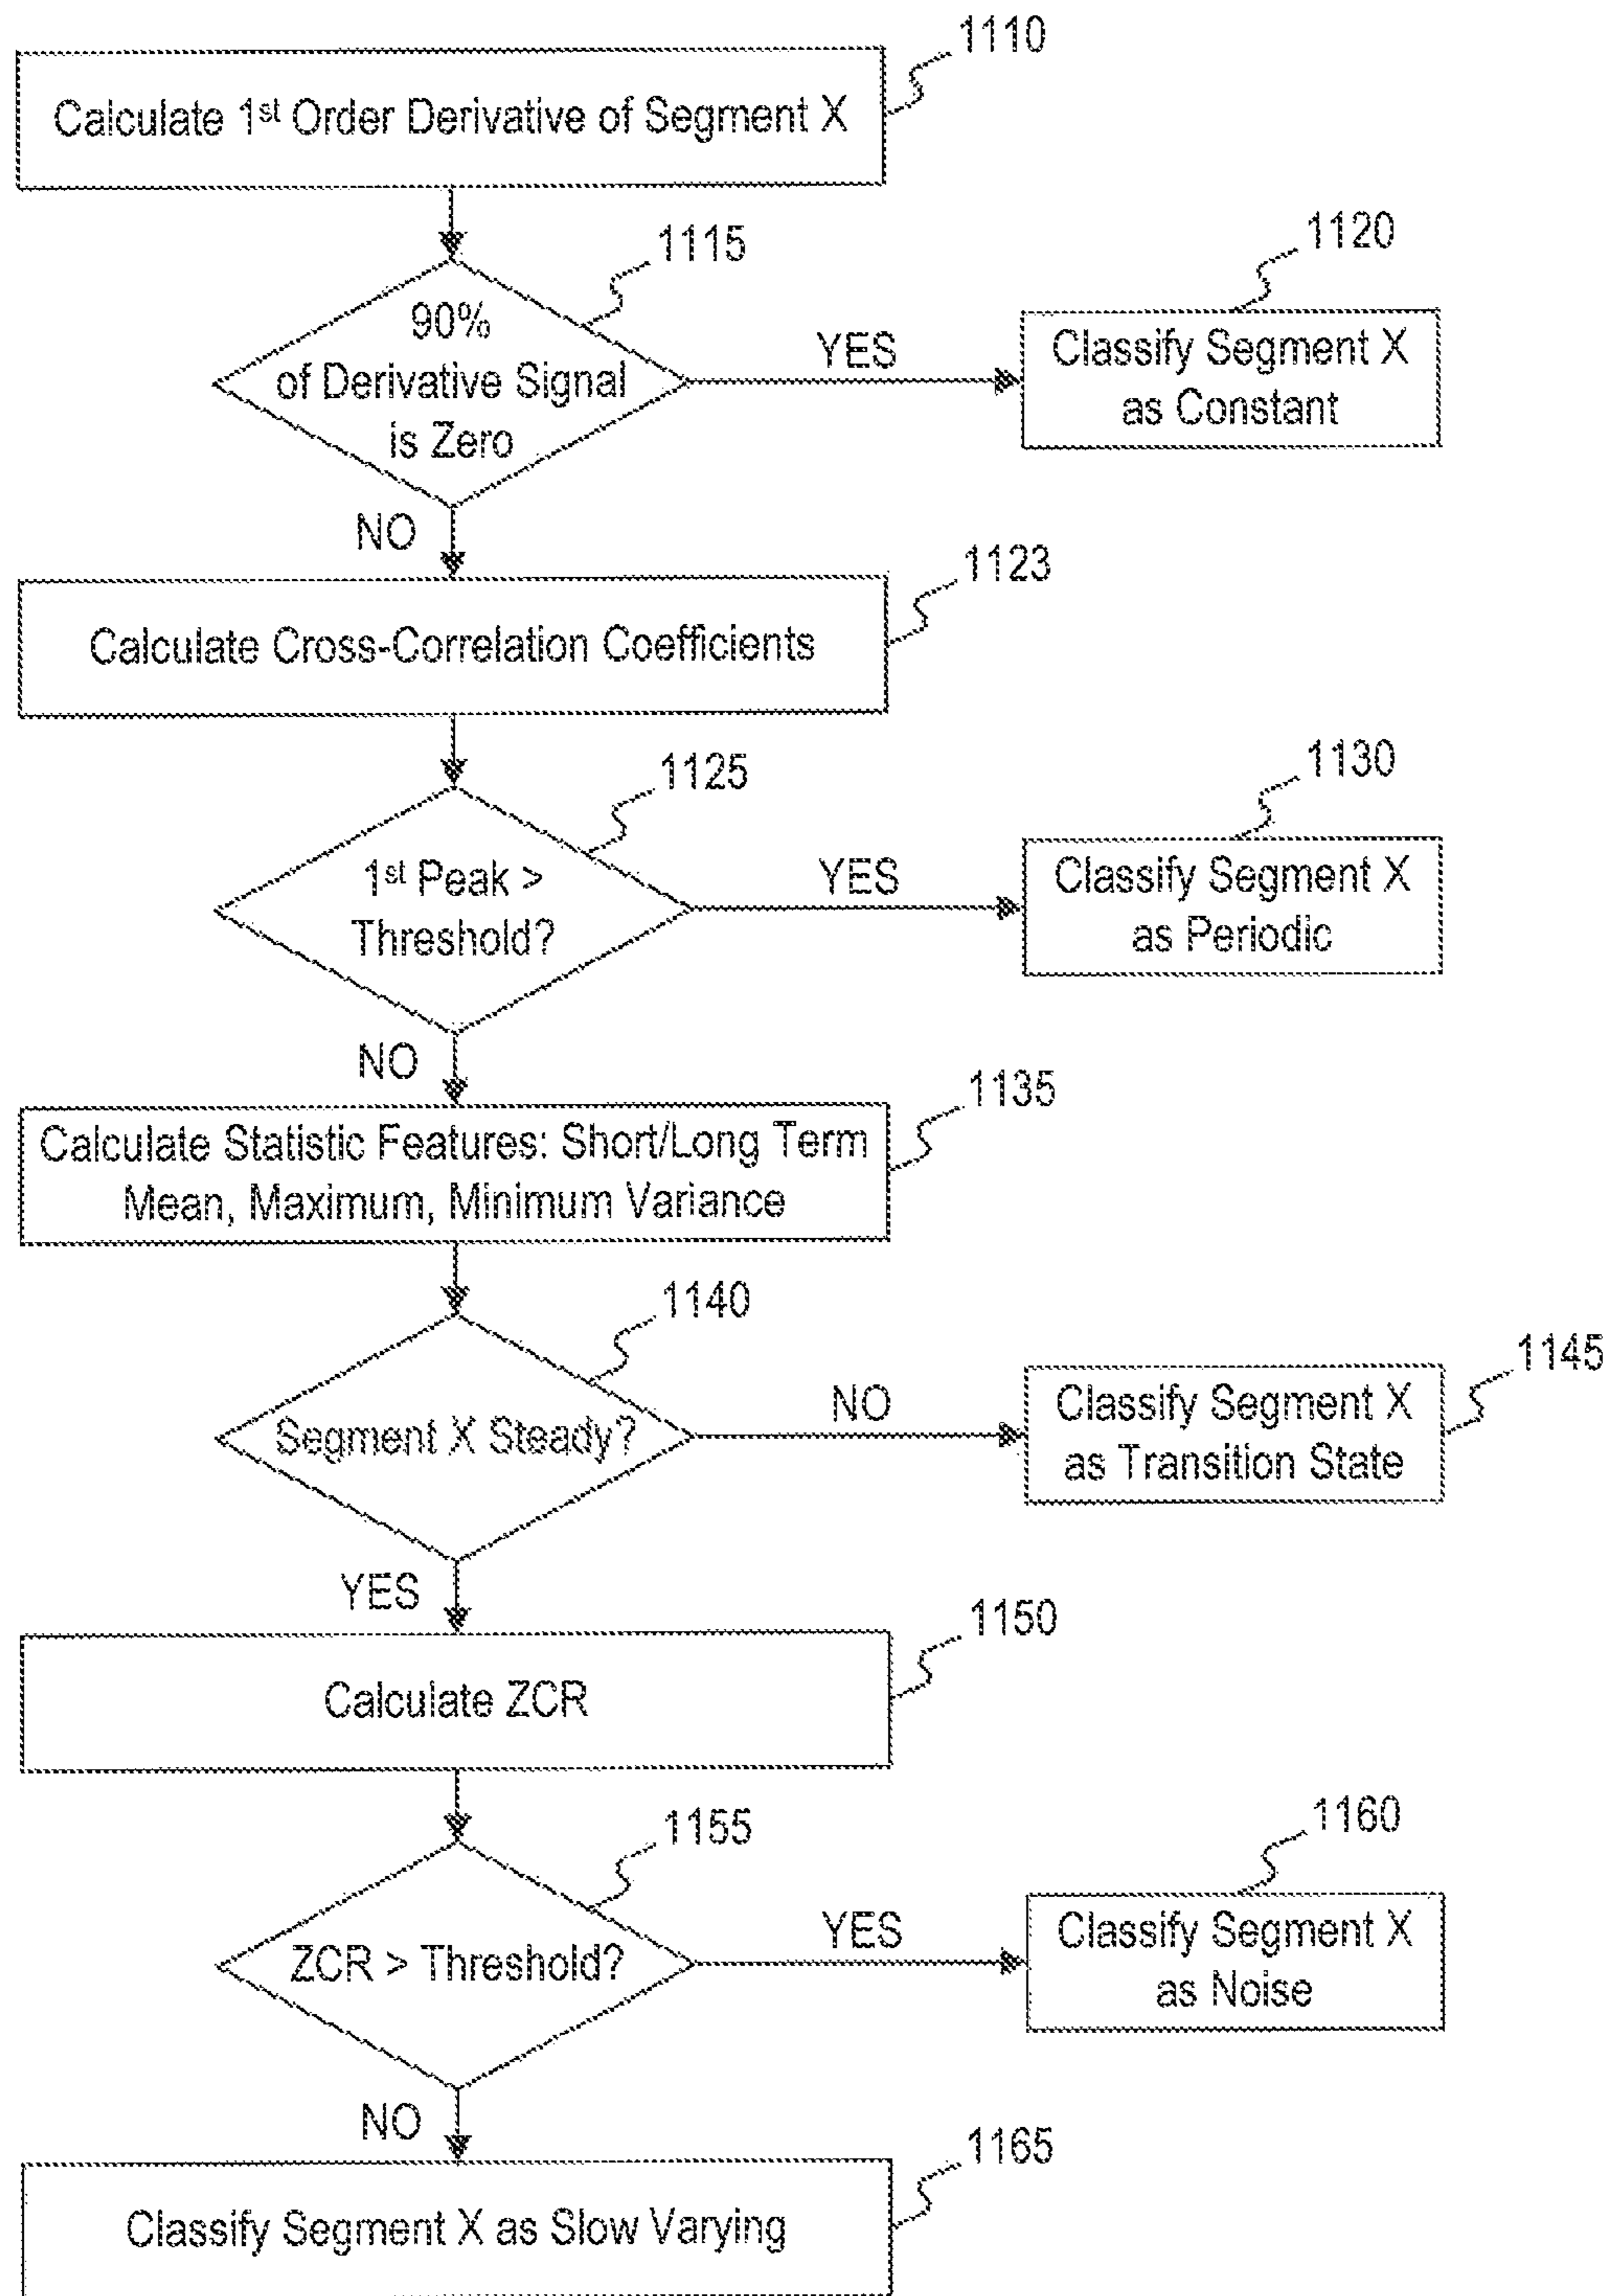 1110
Calculate 1st Order Derivative of Segment X
1115
90%
of Derivative Signal
is Zero
YES
1120
Classify Segment X
as Constant
NO
1123
Calculate Cross-Correlation Coefficients
1125
1st Peak >
Threshold?
YES
1130
Classify Segment X
as Periodic
NO
1135
Calculate Statistic Features: Short/Long Term
Mean, Maximum, Minimum Variance
1140
Segment X Steady?
NO
1145
Classify Segment X
as Transition State
YES
1150
Calculate ZCR
1155
ZCR > Threshold?
YES
1160
Classify Segment X
as Noise
NO
1165
Classify Segment X as Slow Varying